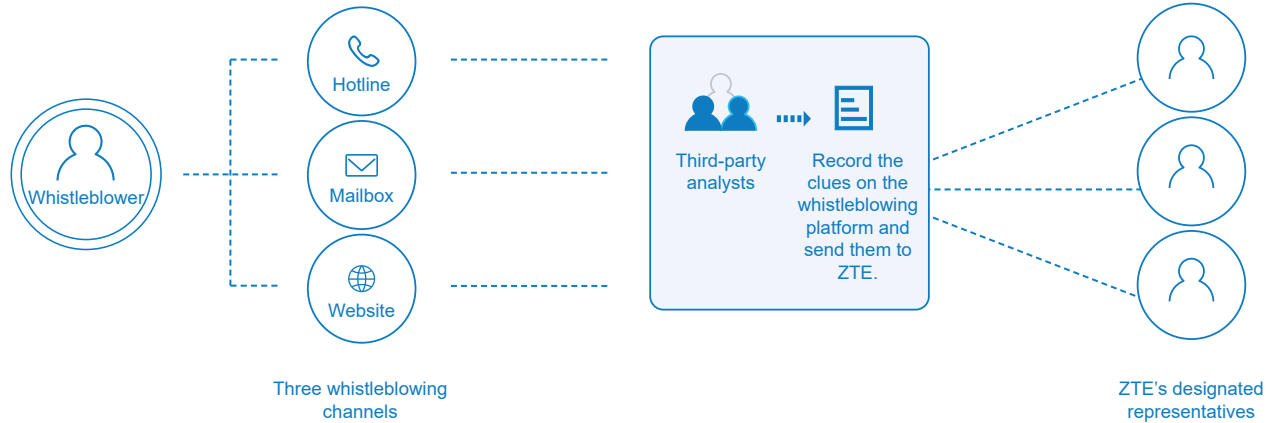 Whistleblower
Hotline
Mailbox
Website
Three whistleblowing
channels
Third-party
analysts
Record the
clues on the
whistleblowing
platform and
send them to
ZTE.
ZTE’s designated
representatives